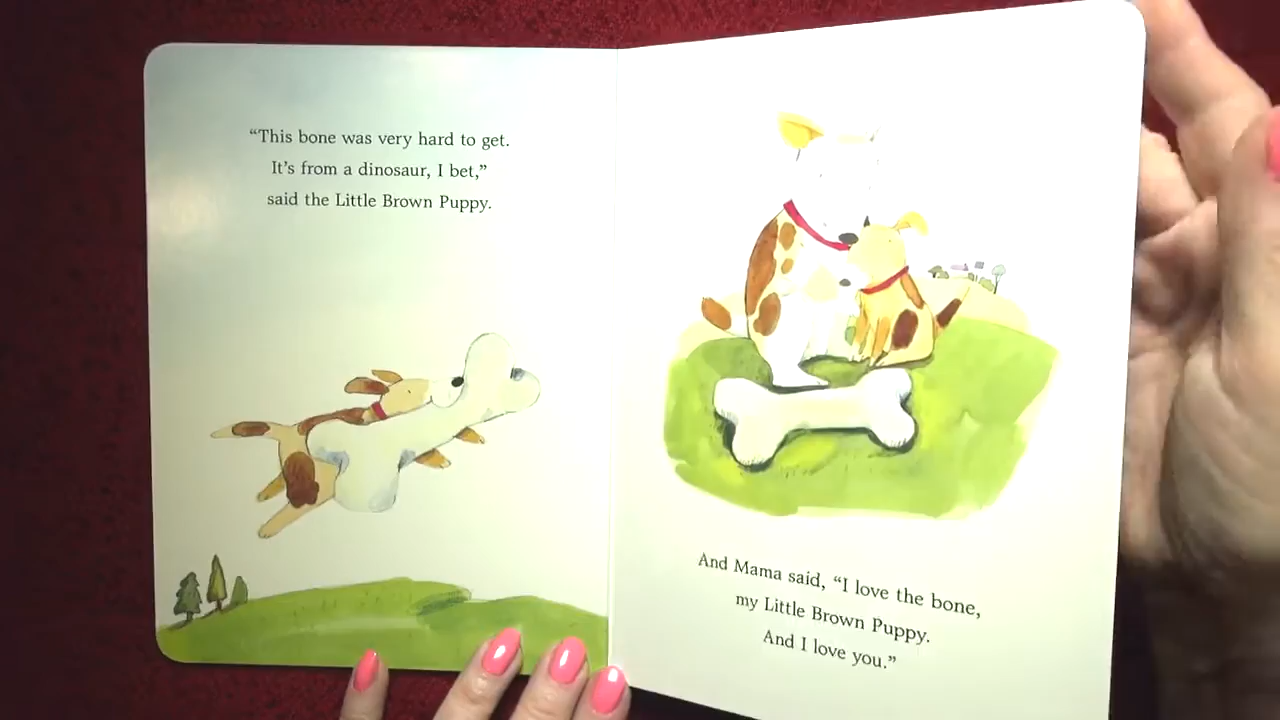 “This bone was very hard to get.
It’s from a dinosaur, I bet,”
said the Little Brown Puppy.
And Mama said, “I love the bone,
my Little Brown Puppy.
And I love you.”